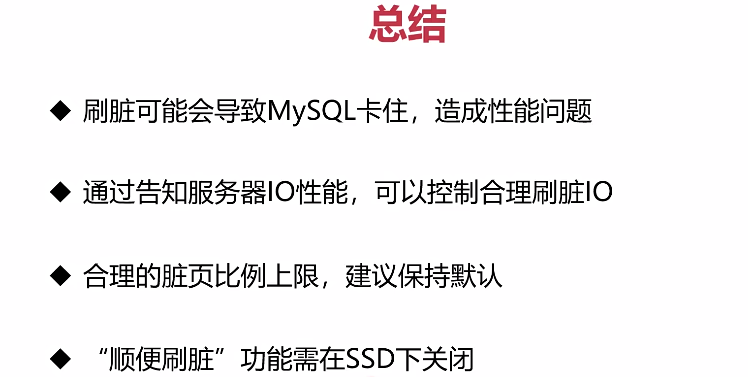 总结
◆ 刷脏可能会导致MySQL卡住，造成性能问题
◆ 通过告知服务器IO性能，可以控制合理刷脏IO
◆ 合理的脏页比例上限，建议保持默认
◆ “顺便刷脏”功能需在SSD下关闭